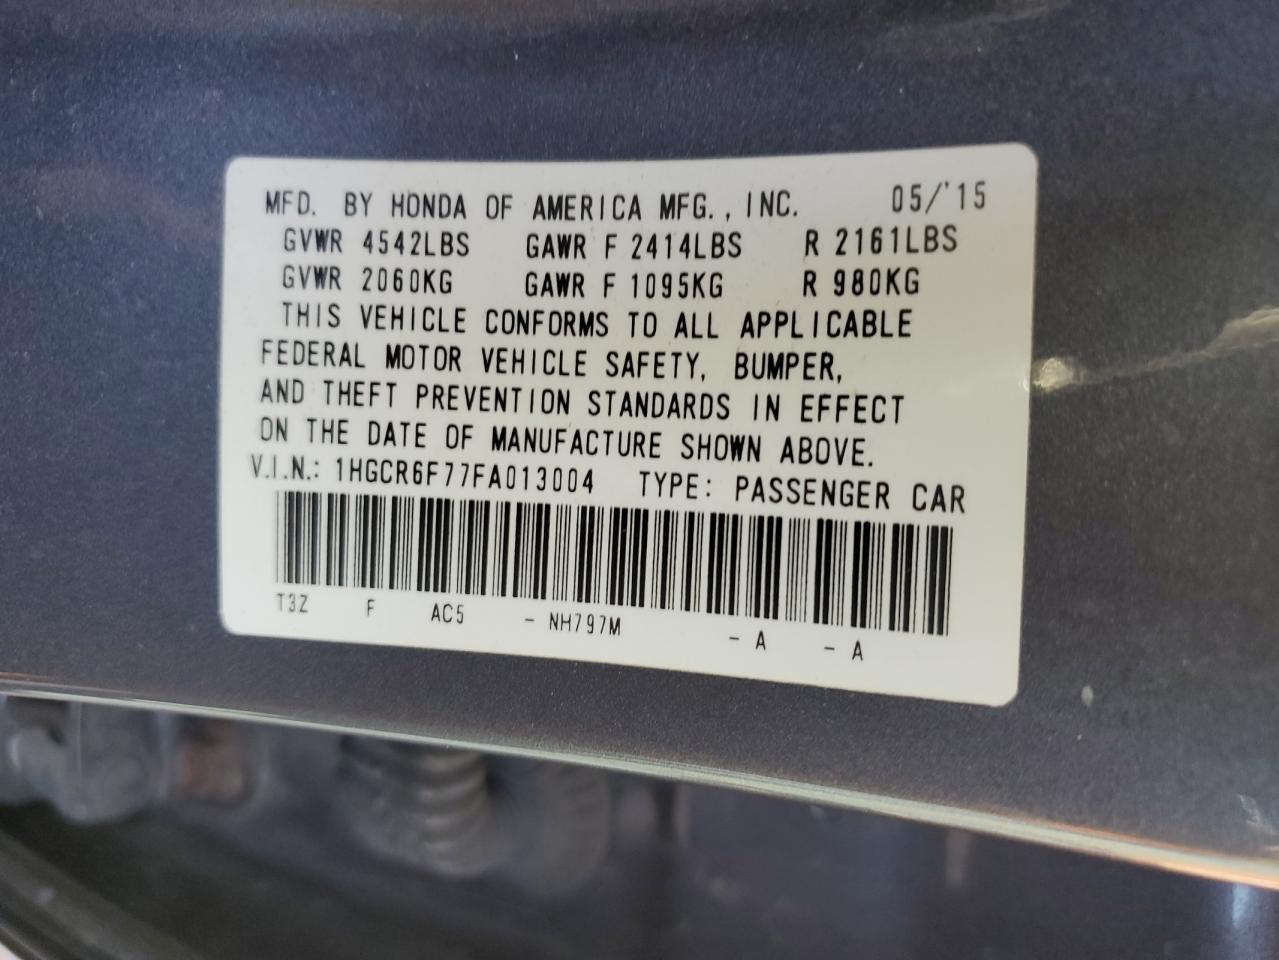 MFD. BY HONDA OF AMERICA MFG., INC. 05/'15
GVWR 4542LBS GAWR F 2414LBS R 2161LBS
GVWR 2060KG GAWR F 1095KG R 980KG
THIS VEHICLE CONFORMS TO ALL APPLICABLE
FEDERAL MOTOR VEHICLE SAFETY, BUMPER,
AND THEFT PREVENTION STANDARDS IN EFFECT
ON THE DATE OF MANUFACTURE SHOWN ABOVE.
V.I.N.: 1HGCR6F77FA013004 TYPE: PASSENGER CAR
T3Z F AC5 - NH797M - A - A